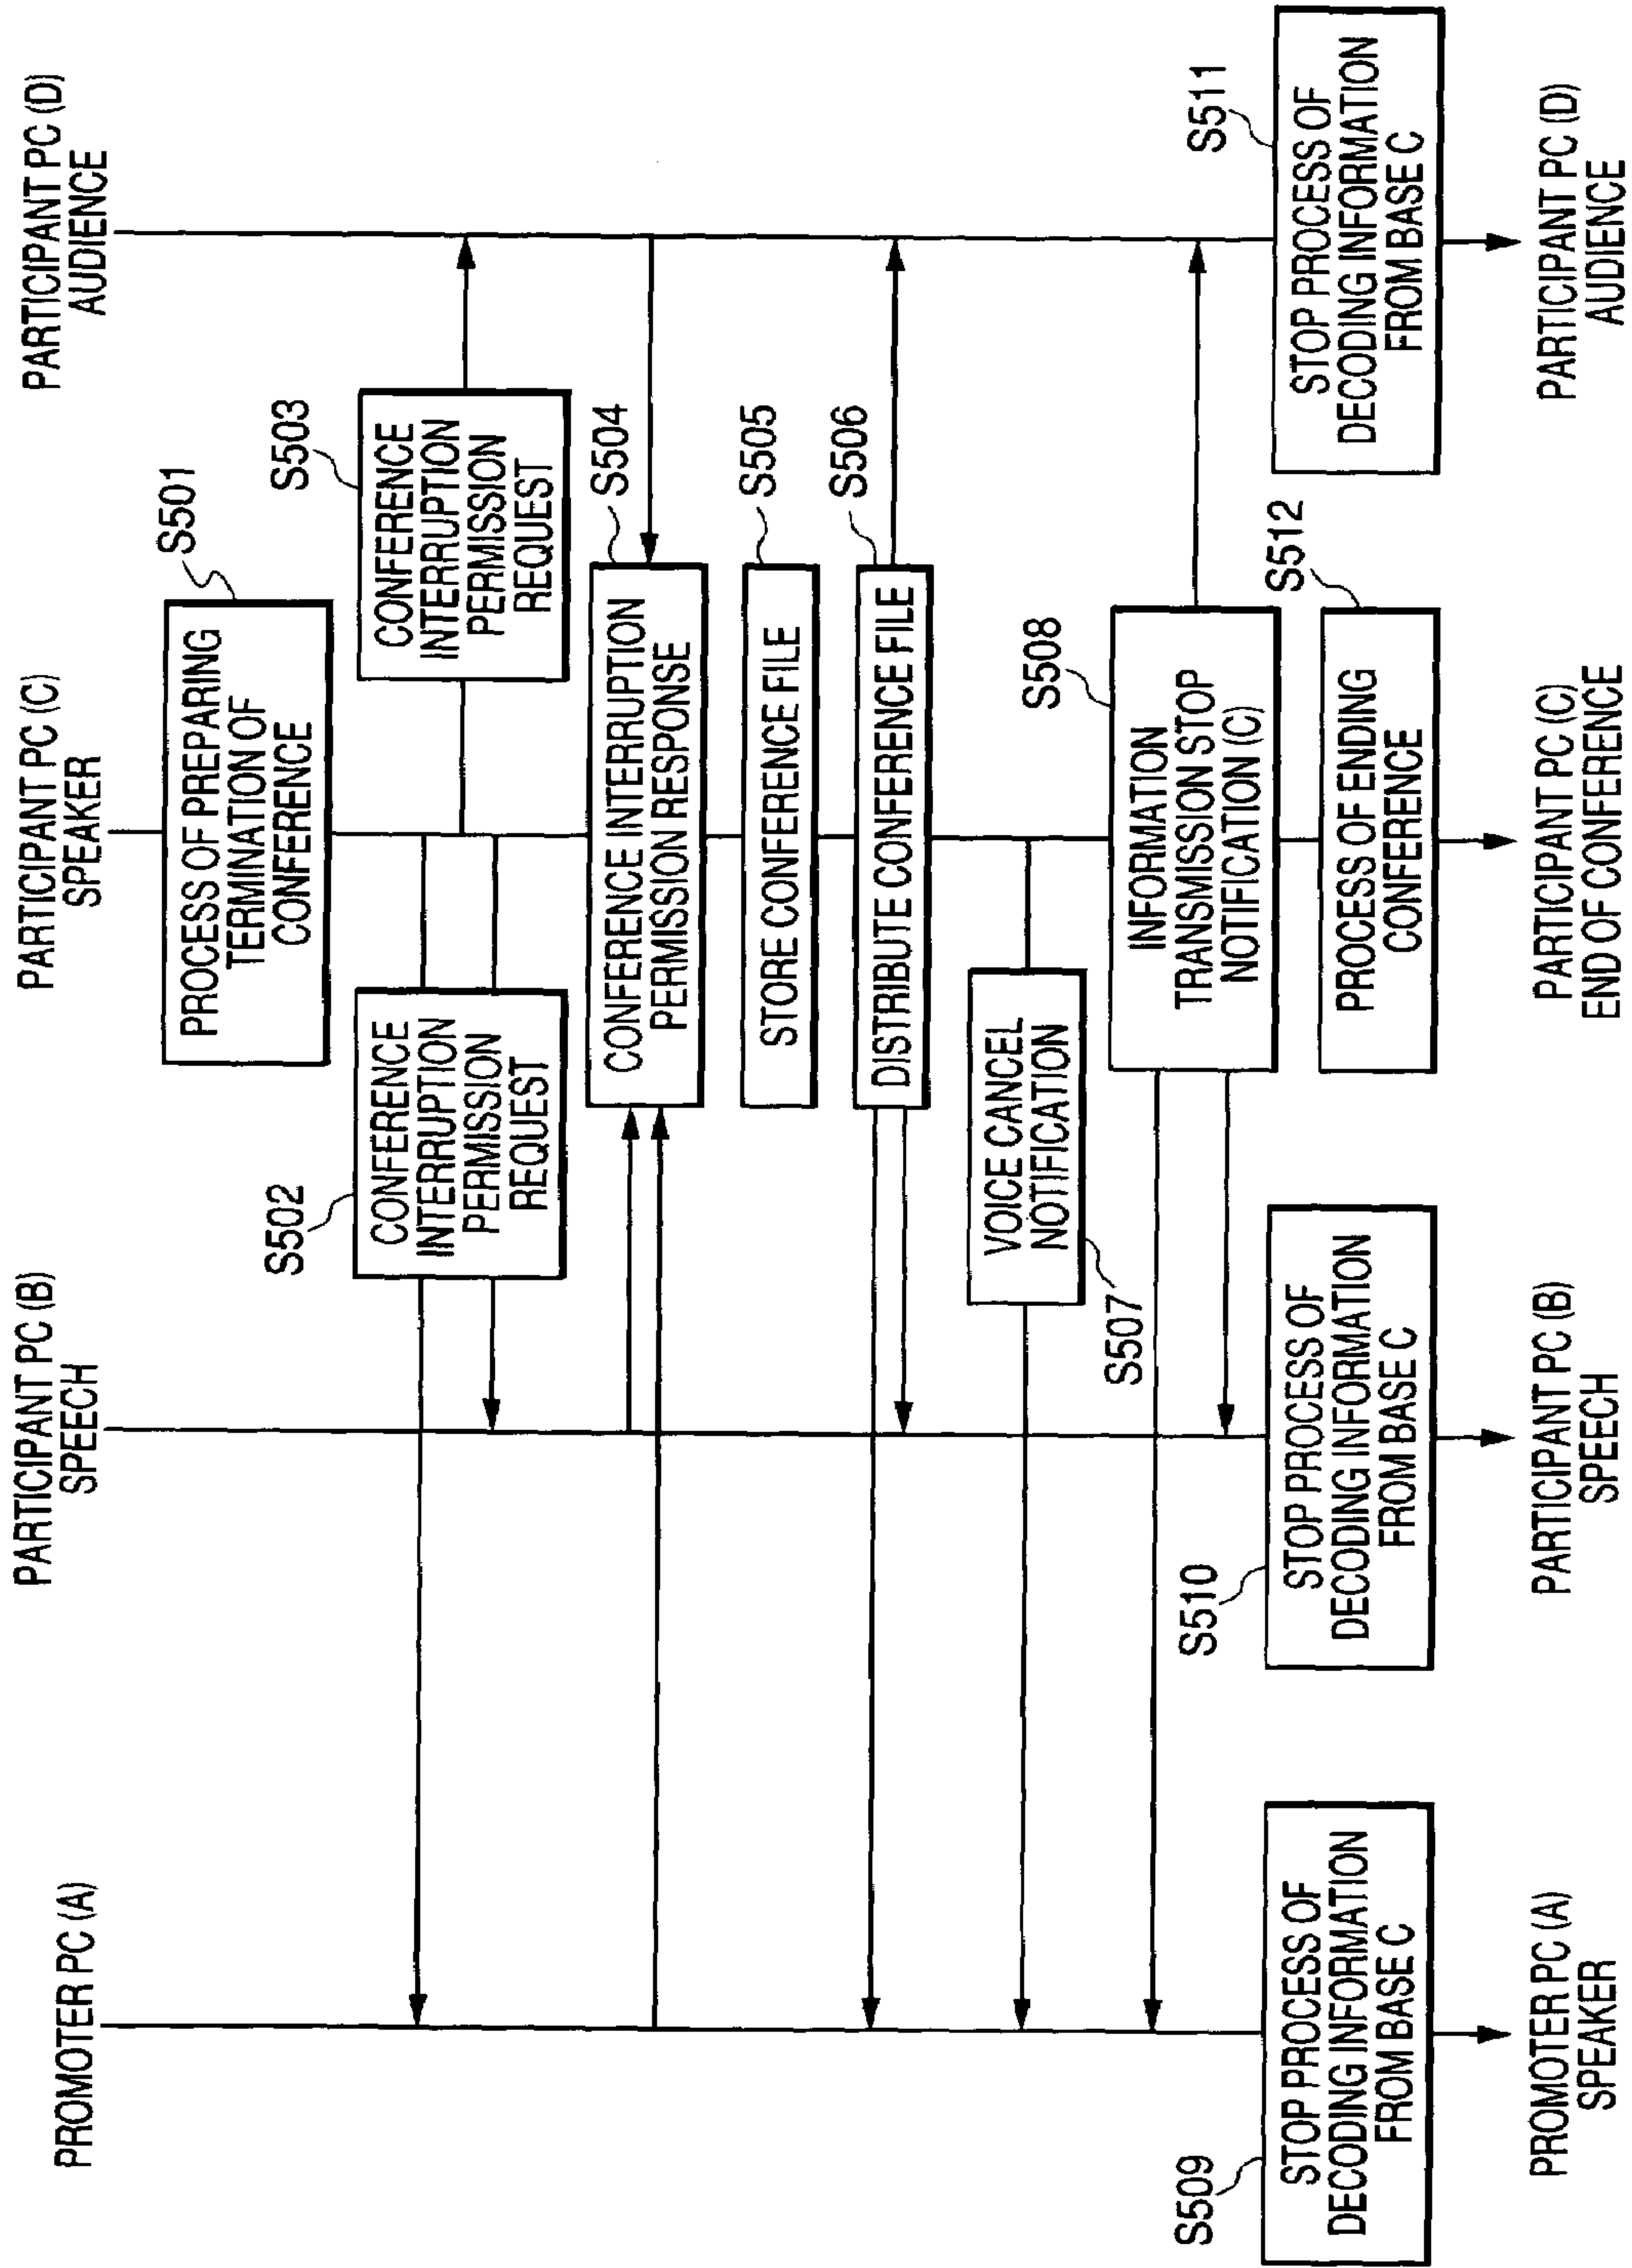 PROMOTER PC (A)
PARTICIPANT PC (B)
SPEECH
PARTICIPANT PC (C)
SPEAKER
PARTICIPANT PC (D)
AUDIENCE
S501
PROCESS OF PREPARING
TERMINATION OF
CONFERENCE
S502
CONFERENCE
INTERRUPTION
PERMISSION
REQUEST
S503
CONFERENCE
INTERRUPTION
PERMISSION
REQUEST
S504
CONFERENCE INTERRUPTION
PERMISSION RESPONSE
S505
STORE CONFERENCE FILE
S506
DISTRIBUTE CONFERENCE FILE
VOICE CANCEL
NOTIFICATION
S507
S508
INFORMATION
TRANSMISSION STOP
NOTIFICATION (C)
S509
STOP PROCESS OF
DECODING INFORMATION
FROM BASE C
S510
STOP PROCESS OF
DECODING INFORMATION
FROM BASE C
S512
PROCESS OF ENDING
CONFERENCE
S511
STOP PROCESS OF
DECODING INFORMATION
FROM BASE C
PROMOTER PC (A)
SPEAKER
PARTICIPANT PC (B)
SPEECH
PARTICIPANT PC (C)
END OF CONFERENCE
PARTICIPANT PC (D)
AUDIENCE